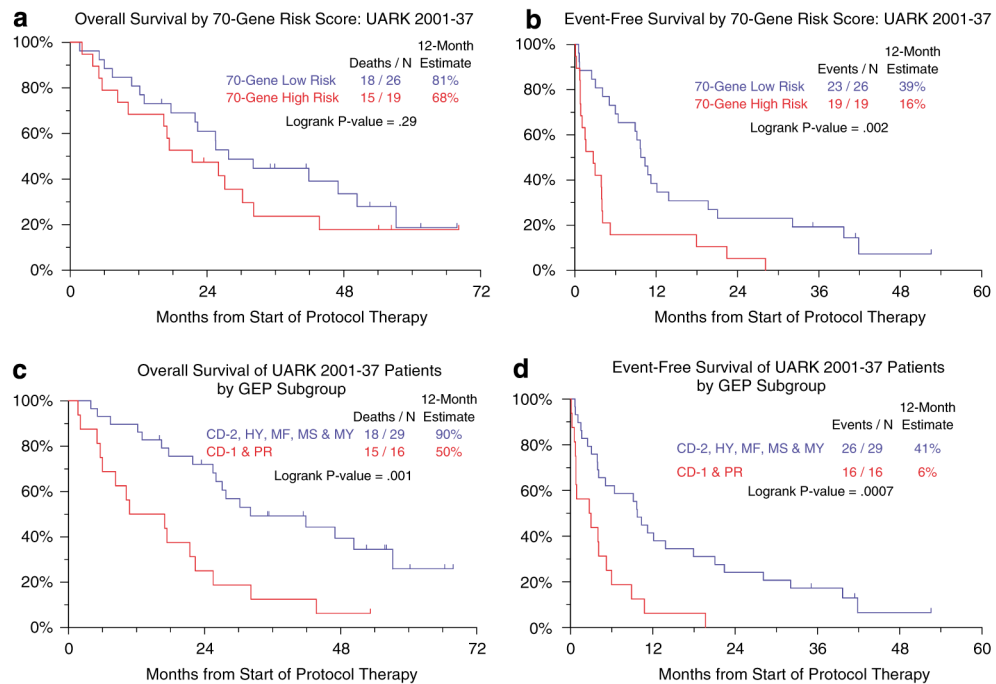 a
Overall Survival by 70-Gene Risk Score: UARK 2001-37
100%
80%
60%
40%
20%
0%
12-Month
Deaths / N Estimate
70-Gene Low Risk 18 / 26 81%
70-Gene High Risk 15 / 19 68%
Logrank P-value = .29
0 24 48 72
Months from Start of Protocol Therapy
b
Event-Free Survival by 70-Gene Risk Score: UARK 2001-37
100%
80%
60%
40%
20%
0%
12-Month
Events / N Estimate
70-Gene Low Risk 23 / 26 39%
70-Gene High Risk 19 / 19 16%
Logrank P-value = .002
0 12 24 36 48 60
Months from Start of Protocol Therapy
c
Overall Survival of UARK 2001-37 Patients
by GEP Subgroup
100%
80%
60%
40%
20%
0%
12-Month
Deaths / N Estimate
CD-2, HY, MF, MS & MY 18 / 29 90%
CD-1 & PR 15 / 16 50%
Logrank P-value = .001
0 24 48 72
Months from Start of Protocol Therapy
d
Event-Free Survival of UARK 2001-37 Patients
by GEP Subgroup
100%
80%
60%
40%
20%
0%
12-Month
Events / N Estimate
CD-2, HY, MF, MS & MY 26 / 29 41%
CD-1 & PR 16 / 16 6%
Logrank P-value = .0007
0 12 24 36 48 60
Months from Start of Protocol Therapy